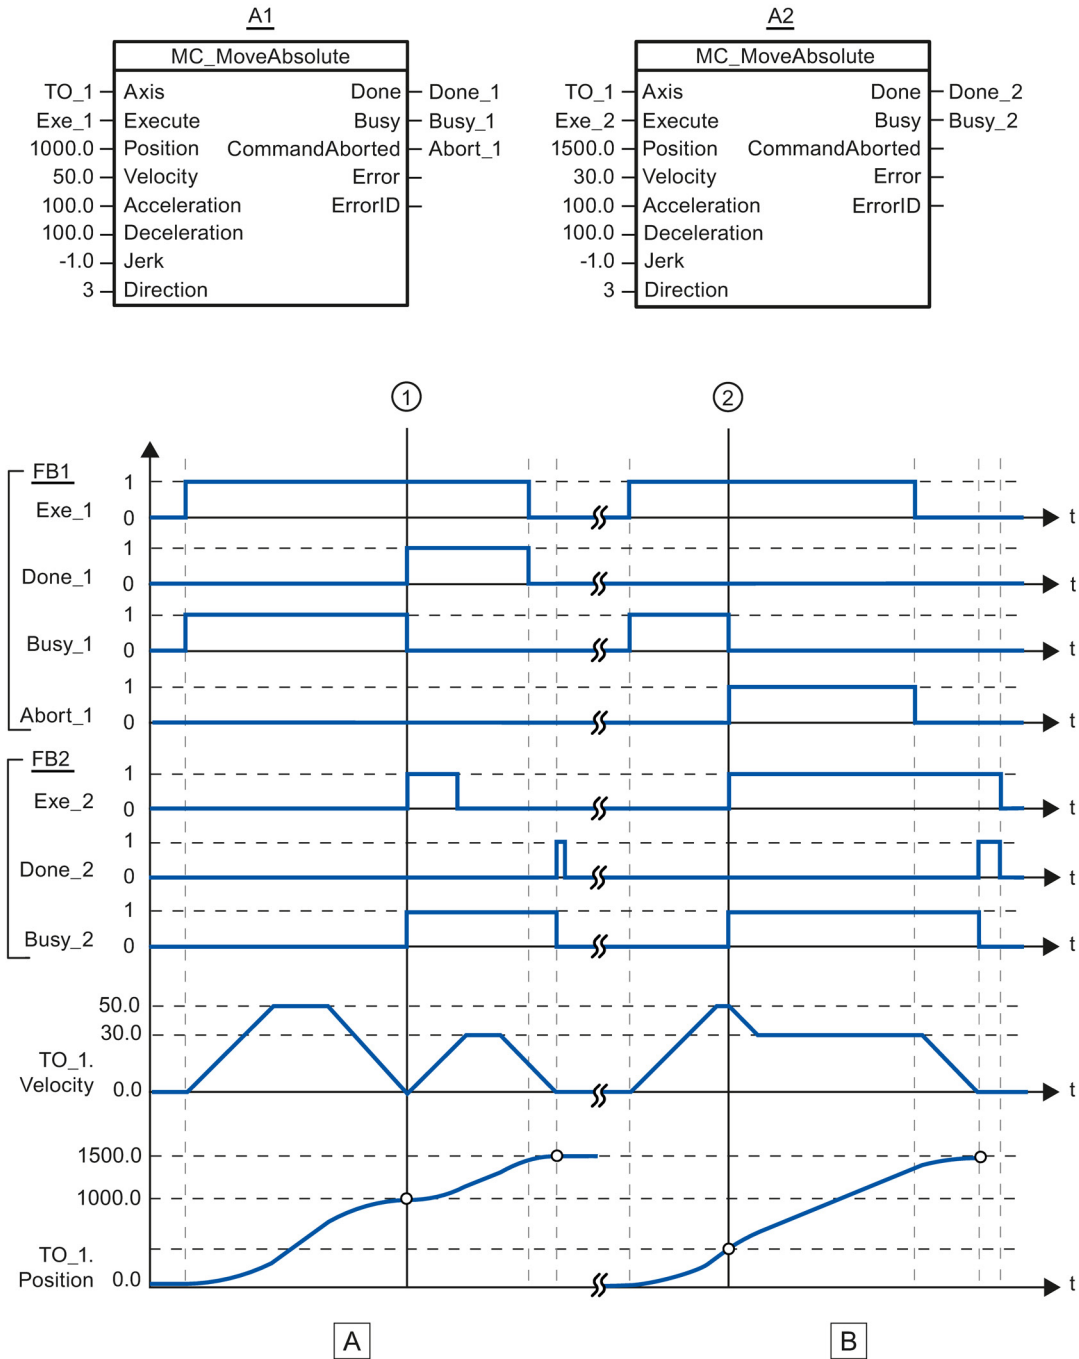 A1 A2
MC_MoveAbsolute MC_MoveAbsolute
TO_1 Axis Done Done_1 TO_1 Axis Done Done_2
Exe_1 Execute Busy Busy_1 Exe_2 Execute Busy Busy_2
1000.0 Position CommandAborted Abort_1 1500.0 Position CommandAborted
50.0 Velocity Error 30.0 Velocity Error
100.0 Acceleration ErrorID 100.0 Acceleration ErrorID
100.0 Deceleration 100.0 Deceleration
-1.0 Jerk -1.0 Jerk
3 Direction 3 Direction
1 2
FB1
1
Exe_1 0 t
1
Done_1 0 t
1
Busy_1 0 t
1
Abort_1 0 t
FB2
1
Exe_2 0 t
1
Done_2 0 t
1
Busy_2 0 t
50.0
30.0
TO_1.
Velocity 0.0 t
1500.0
1000.0
TO_1.
Position 0.0 t
A B